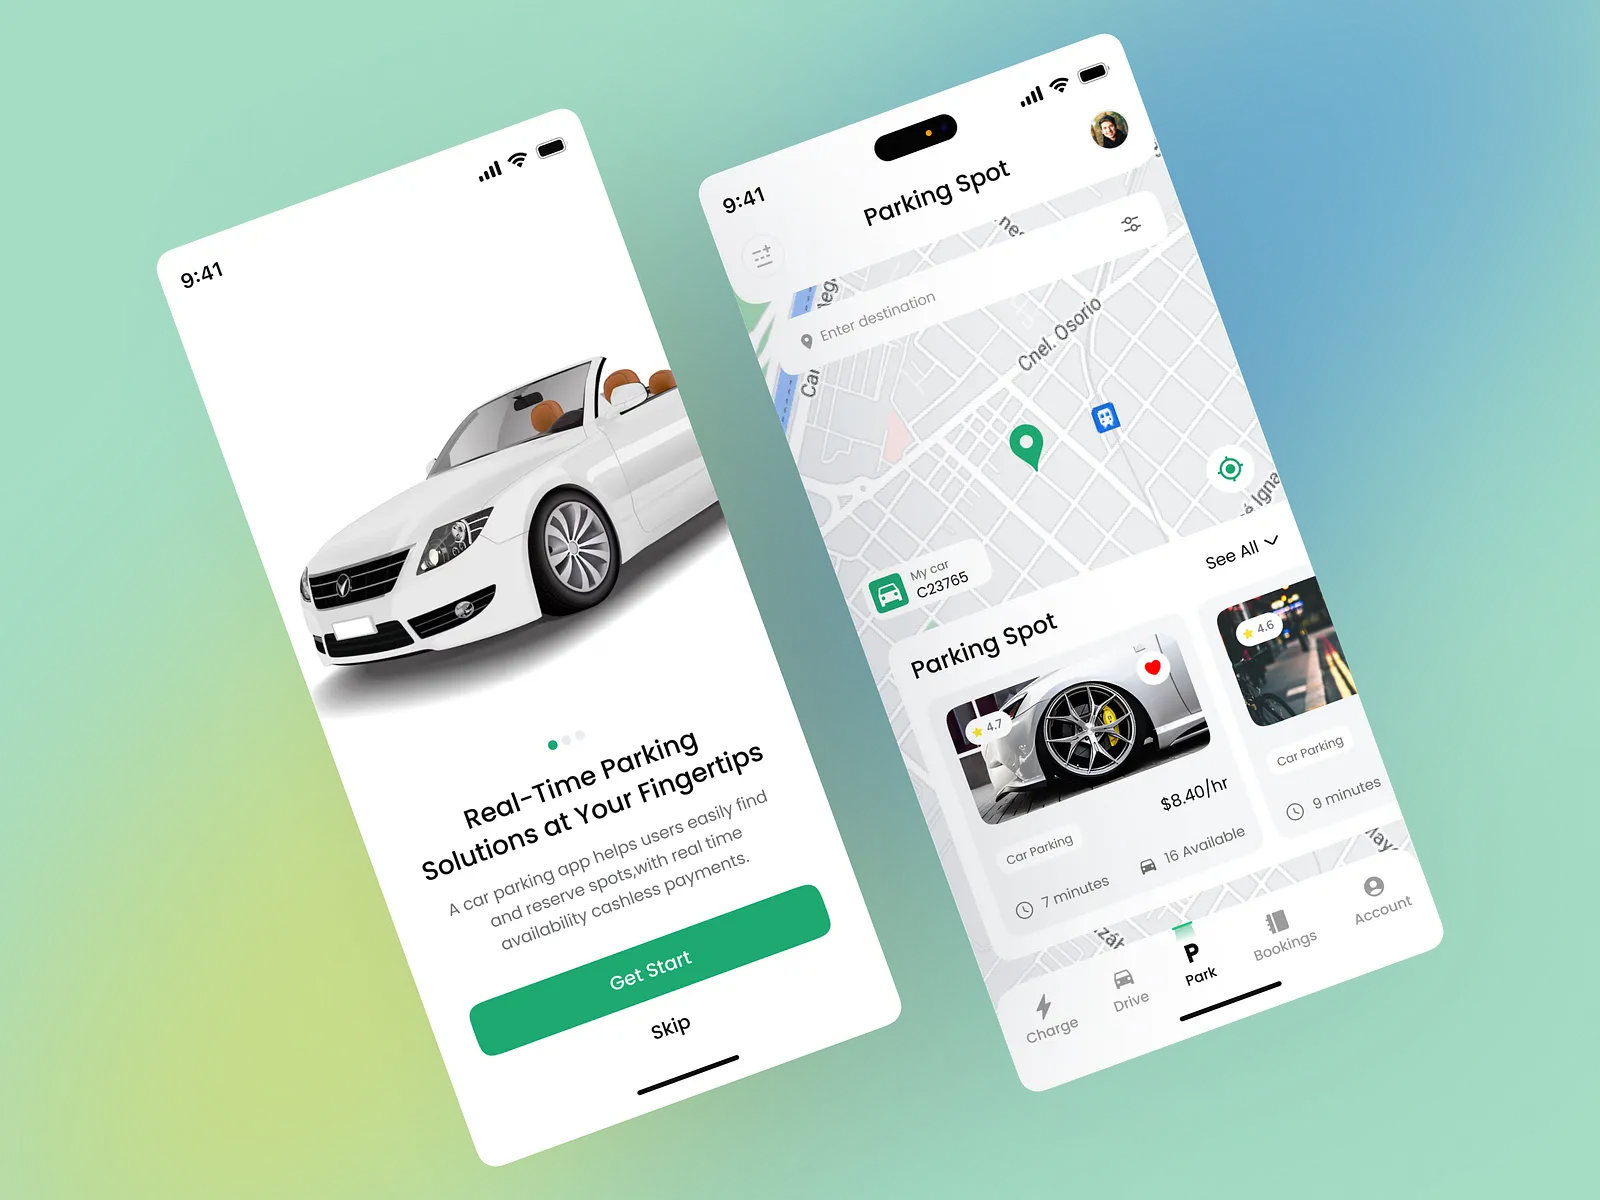 9:41
Real-Time Parking
Solutions at Your Fingertips
A car parking app helps users easily find
and reserve spots,with real time
availability cashless payments.
Get Start
Skip
9:41
Parking Spot
Enter destination
Cnel. Osorio
My car
C23765
See All
Parking Spot
4.7
4.6
$8.40/hr
Car Parking
Car Parking
7 minutes
16 Available
9 minutes
Charge
Drive
P
Park
Bookings
Account